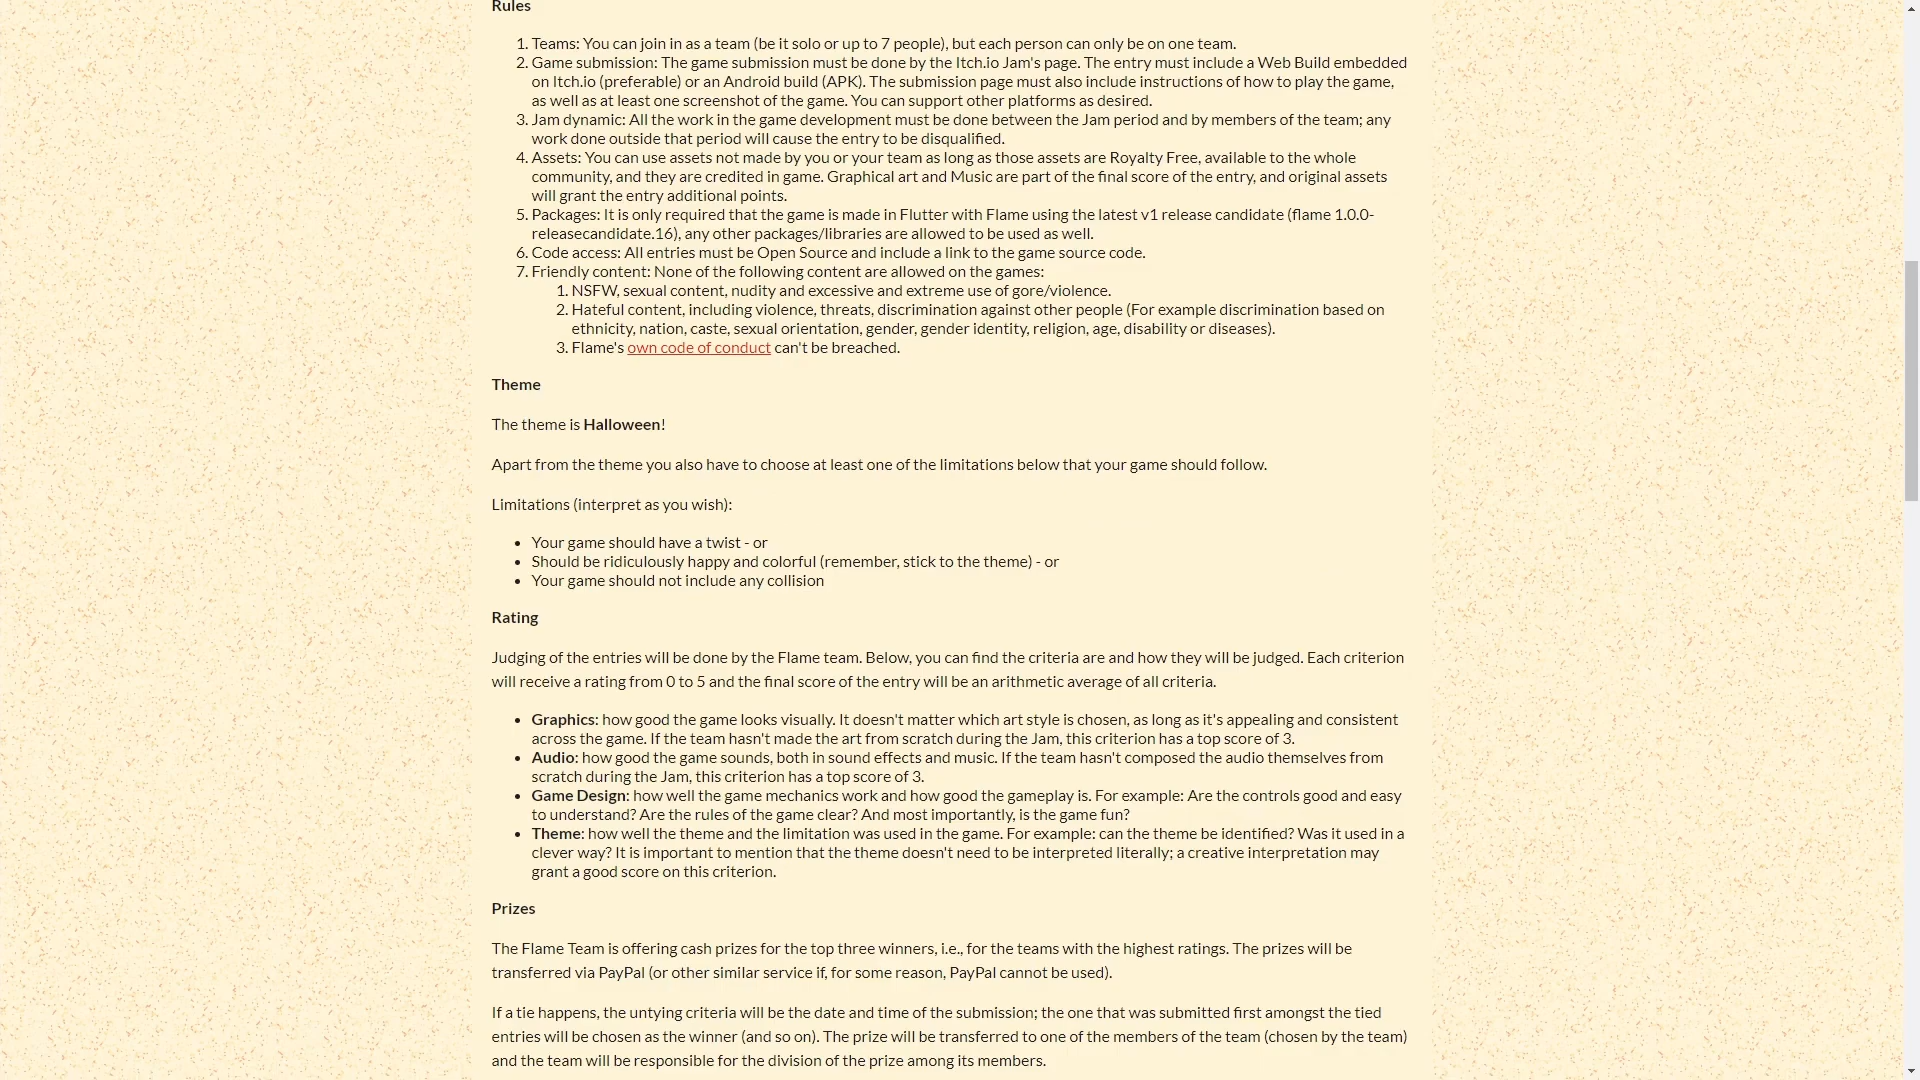 Rules
1. Teams: You can join in as a team (be it solo or up to 7 people), but each person can only be on one team.
2. Game submission: The game submission must be done by the Itch.io Jam's page. The entry must include a Web Build embedded
on Itch.io (preferable) or an Android build (APK). The submission page must also include instructions of how to play the game,
as well as at least one screenshot of the game. You can support other platforms as desired.
3. Jam dynamic: All the work in the game development must be done between the Jam period and by members of the team; any
work done outside that period will cause the entry to be disqualified.
4. Assets: You can use assets not made by you or your team as long as those assets are Royalty Free, available to the whole
community, and they are credited in game. Graphical art and Music are part of the final score of the entry, and original assets
will grant the entry additional points.
5. Packages: It is only required that the game is made in Flutter with Flame using the latest v1 release candidate (flame 1.0.0-
releasecandidate.16), any other packages/libraries are allowed to be used as well.
6. Code access: All entries must be Open Source and include a link to the game source code.
7. Friendly content: None of the following content are allowed on the games:
1. NSFW, sexual content, nudity and excessive and extreme use of gore/violence.
2. Hateful content, including violence, threats, discrimination against other people (For example discrimination based on
ethnicity, nation, caste, sexual orientation, gender, gender identity, religion, age, disability or diseases).
3. Flame's own code of conduct can't be breached.
Theme
The theme is Halloween!
Apart from the theme you also have to choose at least one of the limitations below that your game should follow.
Limitations (interpret as you wish):
• Your game should have a twist - or
• Should be ridiculously happy and colorful (remember, stick to the theme) - or
• Your game should not include any collision
Rating
Judging of the entries will be done by the Flame team. Below, you can find the criteria are and how they will be judged. Each criterion
will receive a rating from 0 to 5 and the final score of the entry will be an arithmetic average of all criteria.
• Graphics: how good the game looks visually. It doesn't matter which art style is chosen, as long as it's appealing and consistent
across the game. If the team hasn't made the art from scratch during the Jam, this criterion has a top score of 3.
• Audio: how good the game sounds, both in sound effects and music. If the team hasn't composed the audio themselves from
scratch during the Jam, this criterion has a top score of 3.
• Game Design: how well the game mechanics work and how good the gameplay is. For example: Are the controls good and easy
to understand? Are the rules of the game clear? And most importantly, is the game fun?
• Theme: how well the theme and the limitation was used in the game. For example: can the theme be identified? Was it used in a
clever way? It is important to mention that the theme doesn't need to be interpreted literally; a creative interpretation may
grant a good score on this criterion.
Prizes
The Flame Team is offering cash prizes for the top three winners, i.e., for the teams with the highest ratings. The prizes will be
transferred via PayPal (or other similar service if, for some reason, PayPal cannot be used).
If a tie happens, the untying criteria will be the date and time of the submission; the one that was submitted first amongst the tied
entries will be chosen as the winner (and so on). The prize will be transferred to one of the members of the team (chosen by the team)
and the team will be responsible for the division of the prize among its members.